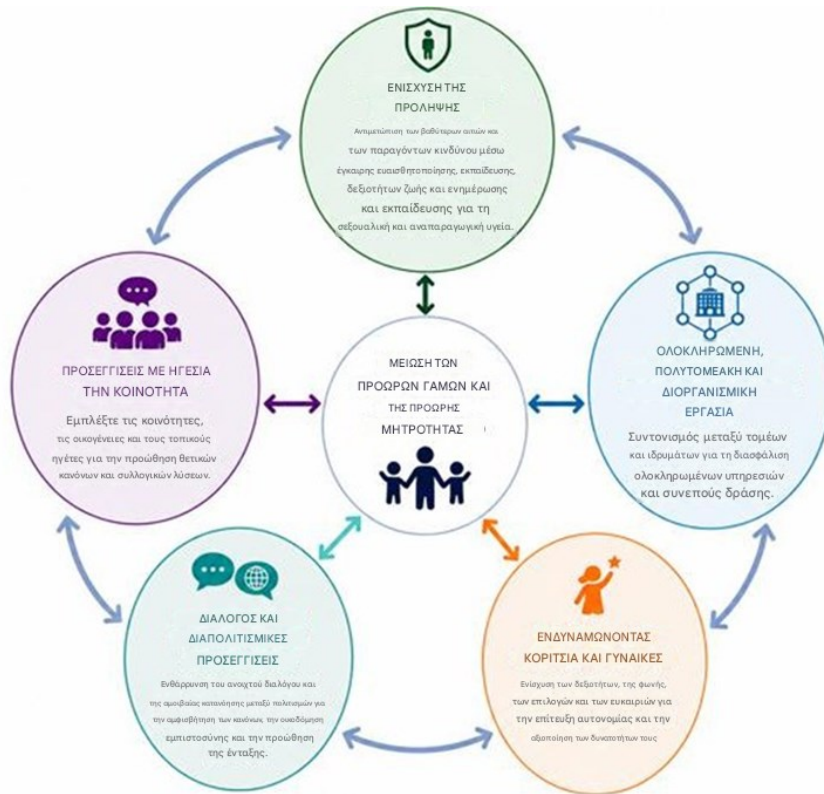 ΕΝΙΣΧΥΣΗ ΤΗΣ
ΠΡΟΛΗΨΗΣ
Αντιμετώπιση των βαθύτερων αιτιών και
των παραγόντων κινδύνου μέσω
έγκαιρης ευαισθητοποίησης, εκπαίδευσης,
δεξιοτήτων ζωής και ενημέρωσης
και εκπαίδευσης για τη
σεξουαλική και αναπαραγωγική υγεία.
ΠΡΟΣΕΓΓΙΣΕΙΣ ΜΕ ΗΓΕΣΙΑ
ΤΗΝ ΚΟΙΝΟΤΗΤΑ
Εμπλέξτε τις κοινότητες,
τις οικογένειες και τους τοπικούς
ηγέτες για την προώθηση θετικών
κανόνων και συλλογικών λύσεων.
ΜΕΙΩΣΗ ΤΩΝ
ΠΡΟΩΡΩΝ ΓΑΜΩΝ ΚΑΙ
ΤΗΣ ΠΡΟΩΡΗΣ
ΜΗΤΡΟΤΗΤΑΣ
ΟΛΟΚΛΗΡΩΜΕΝΗ,
ΠΟΛΥΤΟΜΕΑΚΗ ΚΑΙ
ΔΙΟΡΓΑΝΙΣΜΙΚΗ
ΕΡΓΑΣΙΑ
Συντονισμός μεταξύ τομέων
και ιδρυμάτων για τη διασφάλιση
ολοκληρωμένων υπηρεσιών
και συνεπούς δράσης.
ΔΙΑΛΟΓΟΣ ΚΑΙ
ΔΙΑΠΟΛΙΤΙΣΜΙΚΕΣ
ΠΡΟΣΕΓΓΙΣΕΙΣ
Ενθάρρυνση του ανοιχτού διαλόγου και
της αμοιβαίας κατανόησης μεταξύ πολιτισμών για
την αμφισβήτηση των κανόνων, την οικοδόμηση
εμπιστοσύνης και την προώθηση
της ένταξης.
ΕΝΔΥΝΑΜΩΝΟΝΤΑΣ
ΚΟΡΙΤΣΙΑ ΚΑΙ ΓΥΝΑΙΚΕΣ
Ενίσχυση των δεξιοτήτων, της φωνής,
των επιλογών και των ευκαιριών για
την επίτευξη αυτονομίας και την
αξιοποίηση των δυνατοτήτων τους